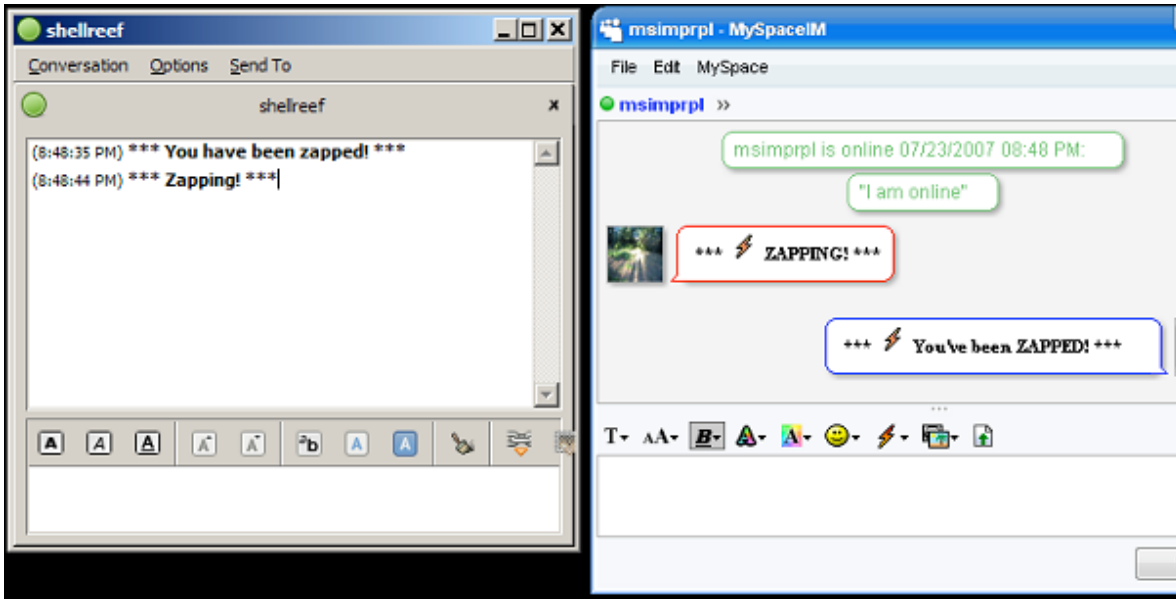 shellreef
Conversation Options Send To
shellreef
(8:48:35 PM) *** You have been zapped! ***
(8:48:44 PM) *** Zapping! ***
msimprpl - MySpaceIM
File Edit MySpace
msimprpl »
msimprpl is online 07/23/2007 08:48 PM:
"I am online"
*** ZAPPING! ***
*** You've been ZAPPED! ***